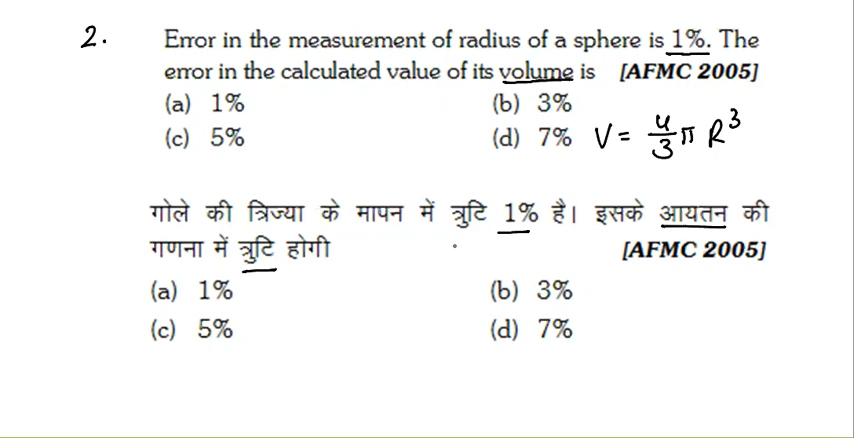 2. Error in the measurement of radius of a sphere is 1%. The
error in the calculated value of its volume is [AFMC 2005]
(a) 1% (b) 3%
(c) 5% (d) 7% V = 4/3 π R³
गोले की त्रिज्या के मापन में त्रुटि 1% है। इसके आयतन की
गणना में त्रुटि होगी [AFMC 2005]
(a) 1% (b) 3%
(c) 5% (d) 7%